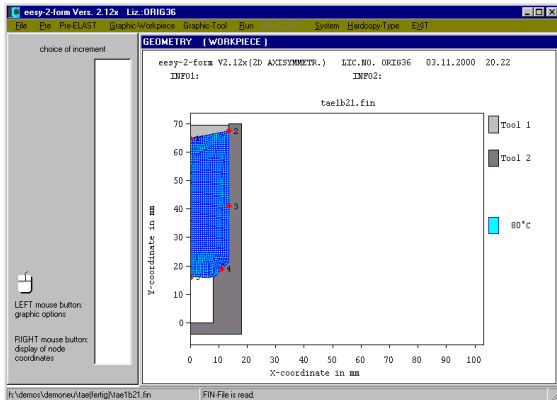 eesy-2-form Vers. 2.12x Liz.:ORIG36
File Pre Pre-ELAST Graphic-Workpiece Graphic-Tool Run System Hardcopy-Type EXIT
choice of increment
GEOMETRY (WORKPIECE)
eesy-2-form V2.12x(2D AXISYMMETR.) LIC.NO. ORIG36 03.11.2000 20.22
INFO1: INFO2:
tae1b21.fin
Tool 1
Tool 2
80°C
70
60
50
40
30
20
10
0
Y-coordinate in mm
1
2
3
4
5
0 10 20 30 40 50 60 70 80 90 100
X-coordinate in mm
LEFT mouse button:
graphic options
RIGHT mouse button:
display of node
coordinates
h:\demos\demoneu\tae(fertig)\tae1b21.fin FIN-File is read.